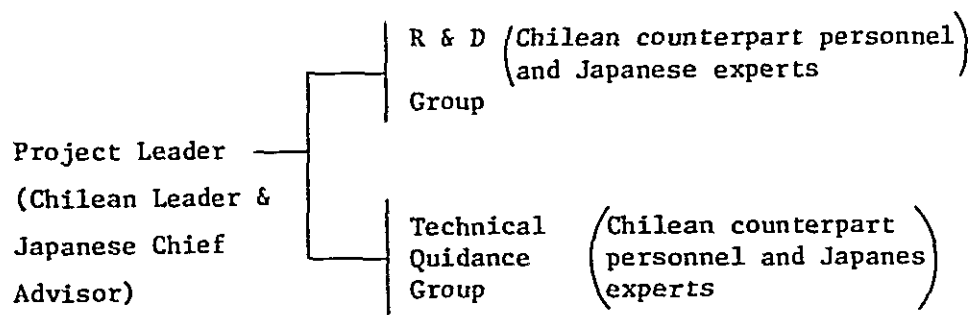 R & D (Chilean counterpart personnel
and Japanese experts)
Group
Project Leader
(Chilean Leader &
Japanese Chief
Advisor)
Technical
Quidance
Group
(Chilean counterpart
personnel and Japanes
experts)